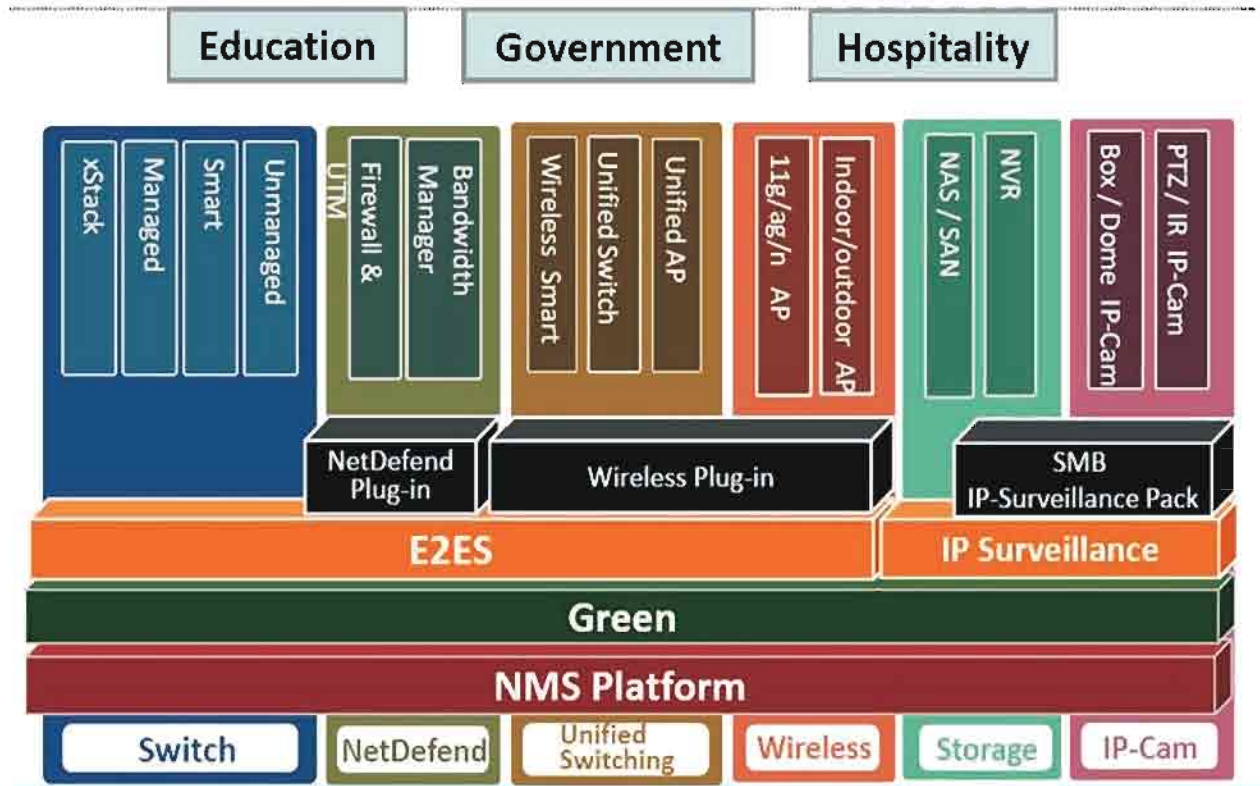 Education
Government
Hospitality
xStack
Managed
Smart
Unmanaged
Firewall &
UTM
Bandwidth
Manager
Wireless Smart
Unified Switch
Unified AP
11g/ag/n AP
Indoor/outdoor AP
NAS / SAN
NVR
Box / Dome IP-Cam
PTZ / IR IP-Cam
NetDefend
Plug-in
Wireless Plug-in
SMB
IP-Surveillance Pack
E2ES
IP Surveillance
Green
NMS Platform
Switch
NetDefend
Unified
Switching
Wireless
Storage
IP-Cam